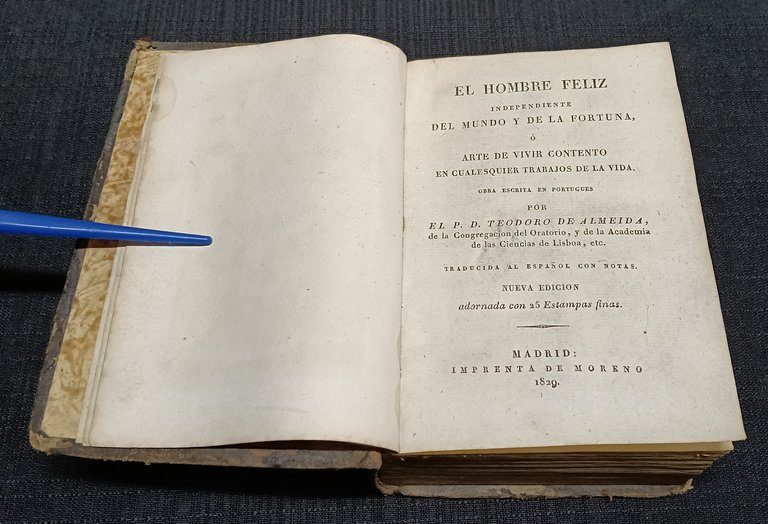 EL HOMBRE FELIZ
INDEPENDIENTE
DEL MUNDO Y DE LA FORTUNA,
ó
ARTE DE VIVIR CONTENTO
EN CUALESQUIER TRABAJOS DE LA VIDA.
OBRA ESCRITA EN PORTUGUES
POR
EL P. D. TEODORO DE ALMEIDA,
de la Congregacion del Oratorio, y de la Academia
de las Ciencias de Lisboa, etc.
TRADUCIDA AL ESPAÑOL CON NOTAS.
NUEVA EDICION
adornada con 25 Estampas finas.
MADRID:
IMPRENTA DE MORENO
1829.